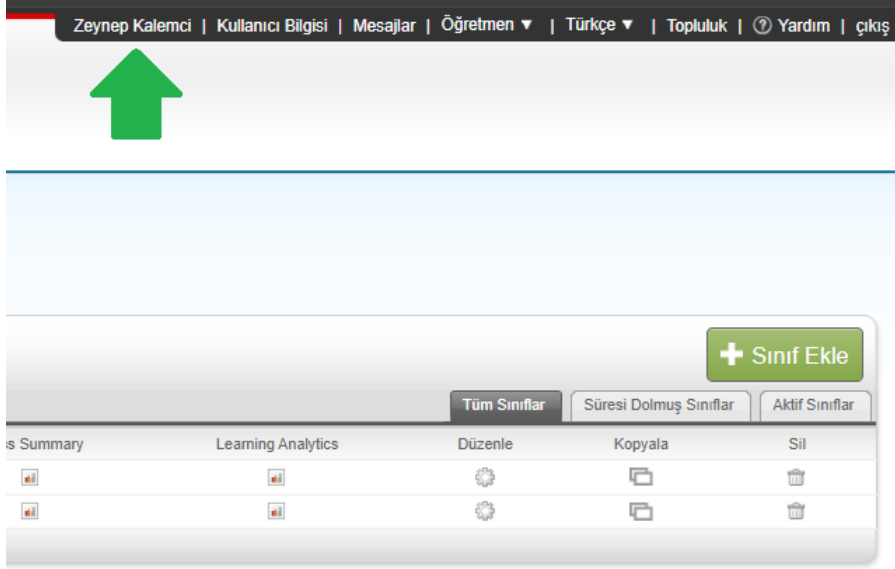 Zeynep Kalemci | Kullanıcı Bilgisi | Mesajlar | Öğretmen ▼ | Türkçe ▼ | Topluluk | ? Yardım | çıkış
Sınıf Ekle
Tüm Sınıflar Süresi Dolmuş Sınıflar Aktif Sınıflar
Summary Learning Analytics Düzenle Kopyala Sil